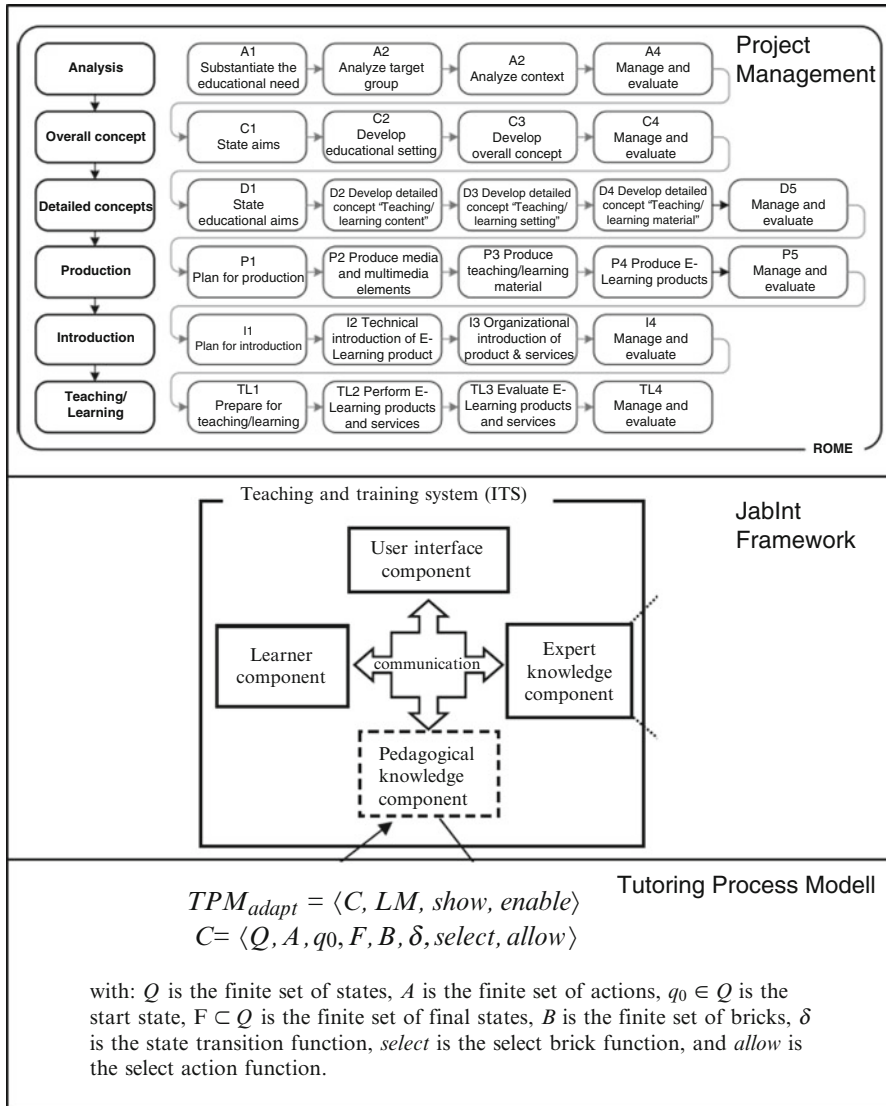 Project
Management
Analysis
A1
Substantiate the
educational need
A2
Analyze target
group
A2
Analyze context
A4
Manage and
evaluate
Overall concept
C1
State aims
C2
Develop
educational setting
C3
Develop
overall concept
C4
Manage and
evaluate
Detailed concepts
D1
State
educational aims
D2 Develop detailed
concept “Teaching/
learning content”
D3 Develop detailed
concept “Teaching/
learning setting”
D4 Develop detailed
concept “Teaching/
learning material”
D5
Manage and
evaluate
Production
P1
Plan for production
P2 Produce media
and multimedia
elements
P3 Produce
teaching/learning
material
P4 Produce E-
Learning products
P5
Manage and
evaluate
Introduction
I1
Plan for introduction
I2 Technical
introduction of E-
Learning product
I3 Organizational
introduction of
product & services
I4
Manage and
evaluate
Teaching/
Learning
TL1
Prepare for
teaching/learning
TL2 Perform E-
Learning products
and services
TL3 Evaluate E-
Learning products
and services
TL4
Manage and
evaluate
ROME
Teaching and training system (ITS)
JabInt
Framework
User interface
component
Learner
component
communication
Expert
knowledge
component
Pedagogical
knowledge
component
Tutoring Process Modell
TPM_adapt = ⟨C, LM, show, enable⟩
C= ⟨Q, A, q0, F, B, δ, select, allow⟩
with: Q is the finite set of states, A is the finite set of actions, q0 ∈ Q is the
start state, F ⊂ Q is the finite set of final states, B is the finite set of bricks, δ
is the state transition function, select is the select brick function, and allow is
the select action function.